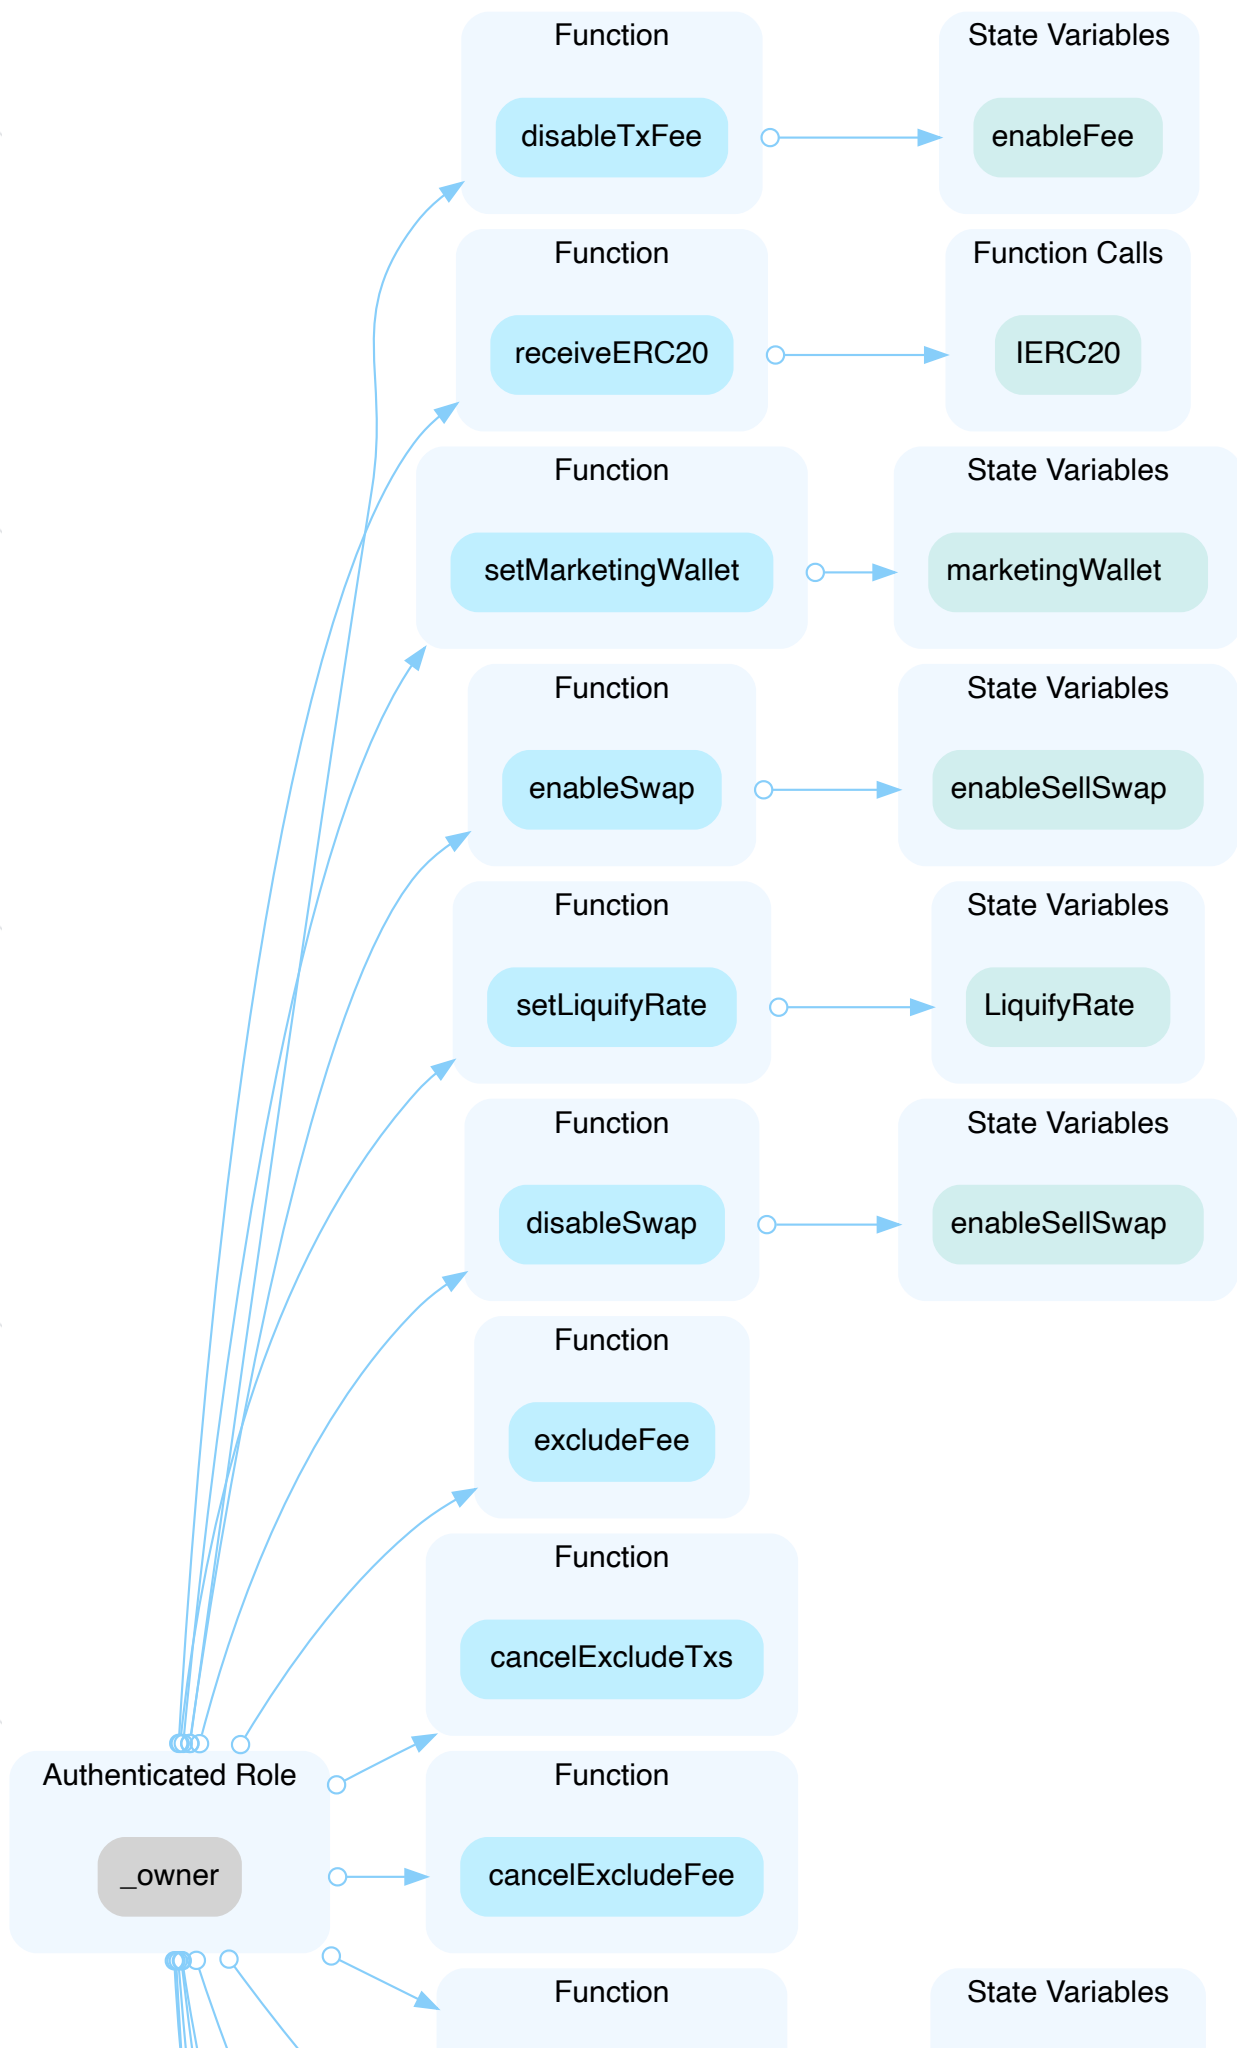 Function
State Variables
disableTxFee
enableFee
Function
Function Calls
receiveERC20
IERC20
Function
State Variables
setMarketingWallet
marketingWallet
Function
State Variables
enableSwap
enableSellSwap
Function
State Variables
setLiquifyRate
LiquifyRate
Function
State Variables
disableSwap
enableSellSwap
Function
excludeFee
Function
cancelExcludeTxs
Authenticated Role
Function
_owner
cancelExcludeFee
Function
State Variables